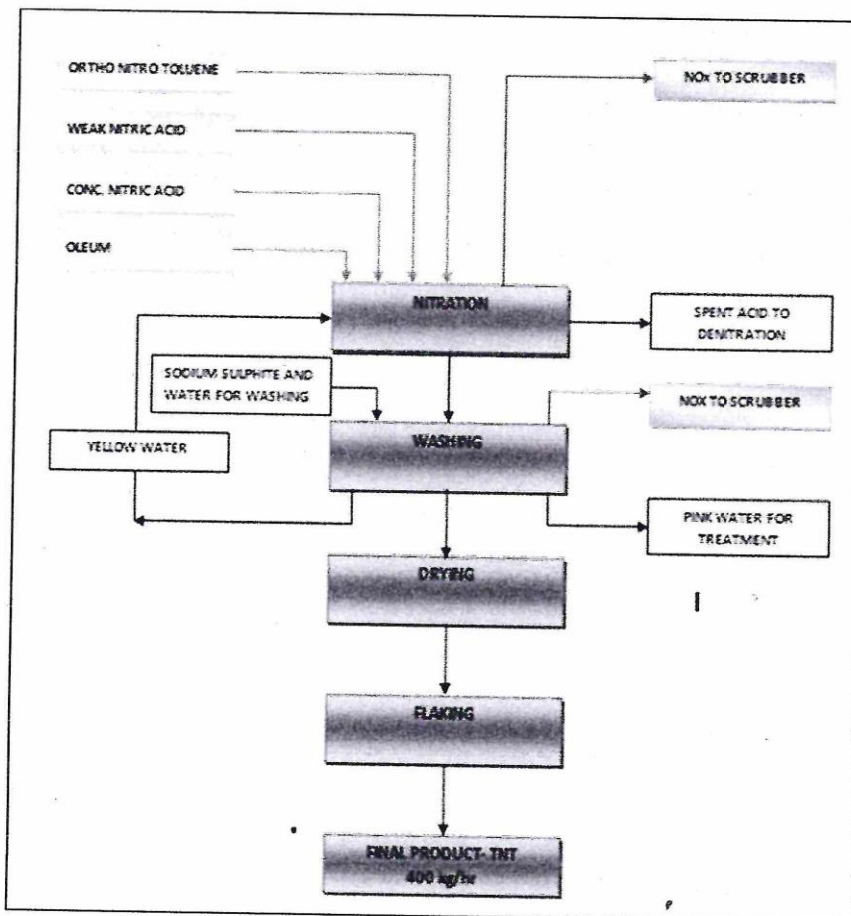 ORTHO NITRO TOLUENE
NOx TO SCRUBBER
WEAK NITRIC ACID
CONC. NITRIC ACID
OLEUM
NITRATION
SPENT ACID TO
DENITRATION
SODIUM SULPHITE AND
WATER FOR WASHING
NOX TO SCRUBBER
YELLOW WATER
WASHING
PINK WATER FOR
TREATMENT
DRYING
FLAKING
FINAL PRODUCT- TNT
400 kg/hr